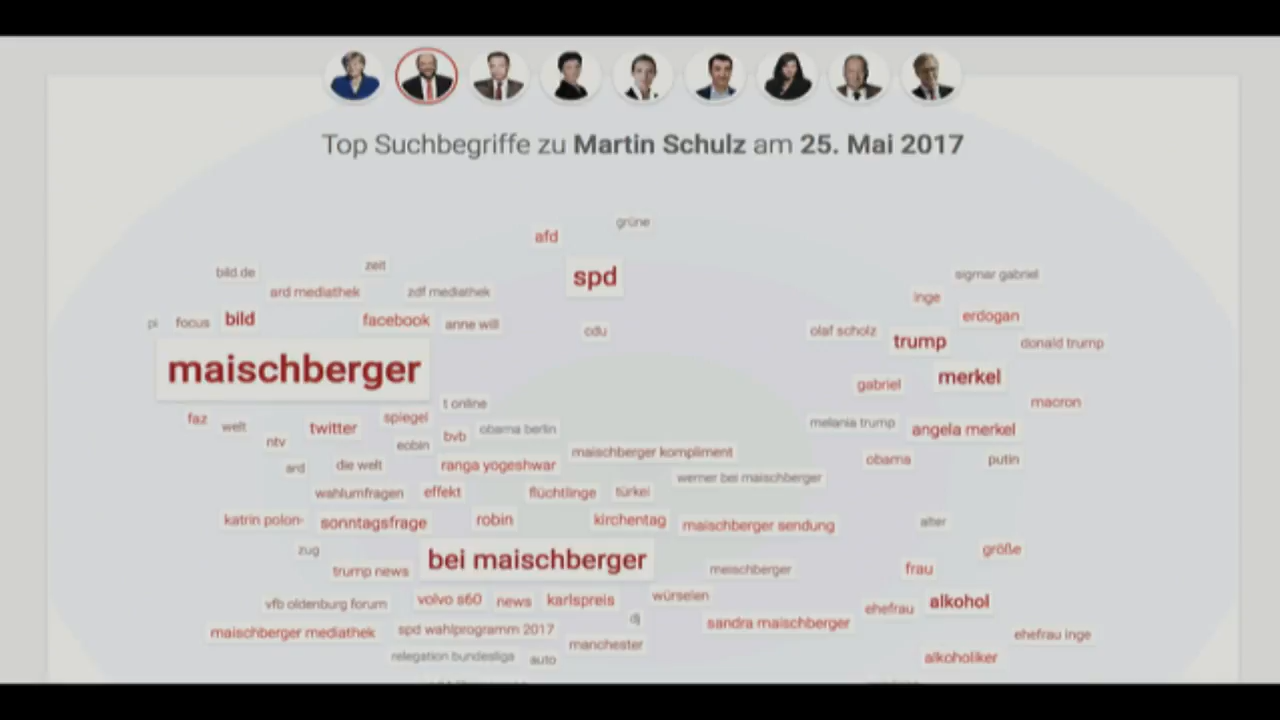 Top Suchbegriffe zu Martin Schulz am 25. Mai 2017
grüne
afd
zeit
bild.de
spd
sigmar gabriel
ard mediathek
zdf mediathek
inge
erdogan
pi
focus
bild
facebook
anne will
cdu
olaf scholz
trump
donald trump
maischberger
merkel
gabriel
macron
t online
faz
welt
twitter
spiegel
obama berlin
melania trump
angela merkel
ntv
bvb
maischberger kompliment
obama
putin
ard
die welt
ranga yogeshwar
werner bei maischberger
wahlumfragen
effekt
flüchtlinge
türkei
katrin polon-
sonntagsfrage
robin
kirchentag
maischberger sendung
alter
zug
bei maischberger
größe
trump news
meischberger
frau
vfb oldenburg forum
volvo s60
news
karlspreis
würselen
ehefrau
alkohol
maischberger mediathek
spd wahlprogramm 2017
dj
sandra maischberger
ehefrau inge
relegation bundesliga
auto
manchester
alkoholiker